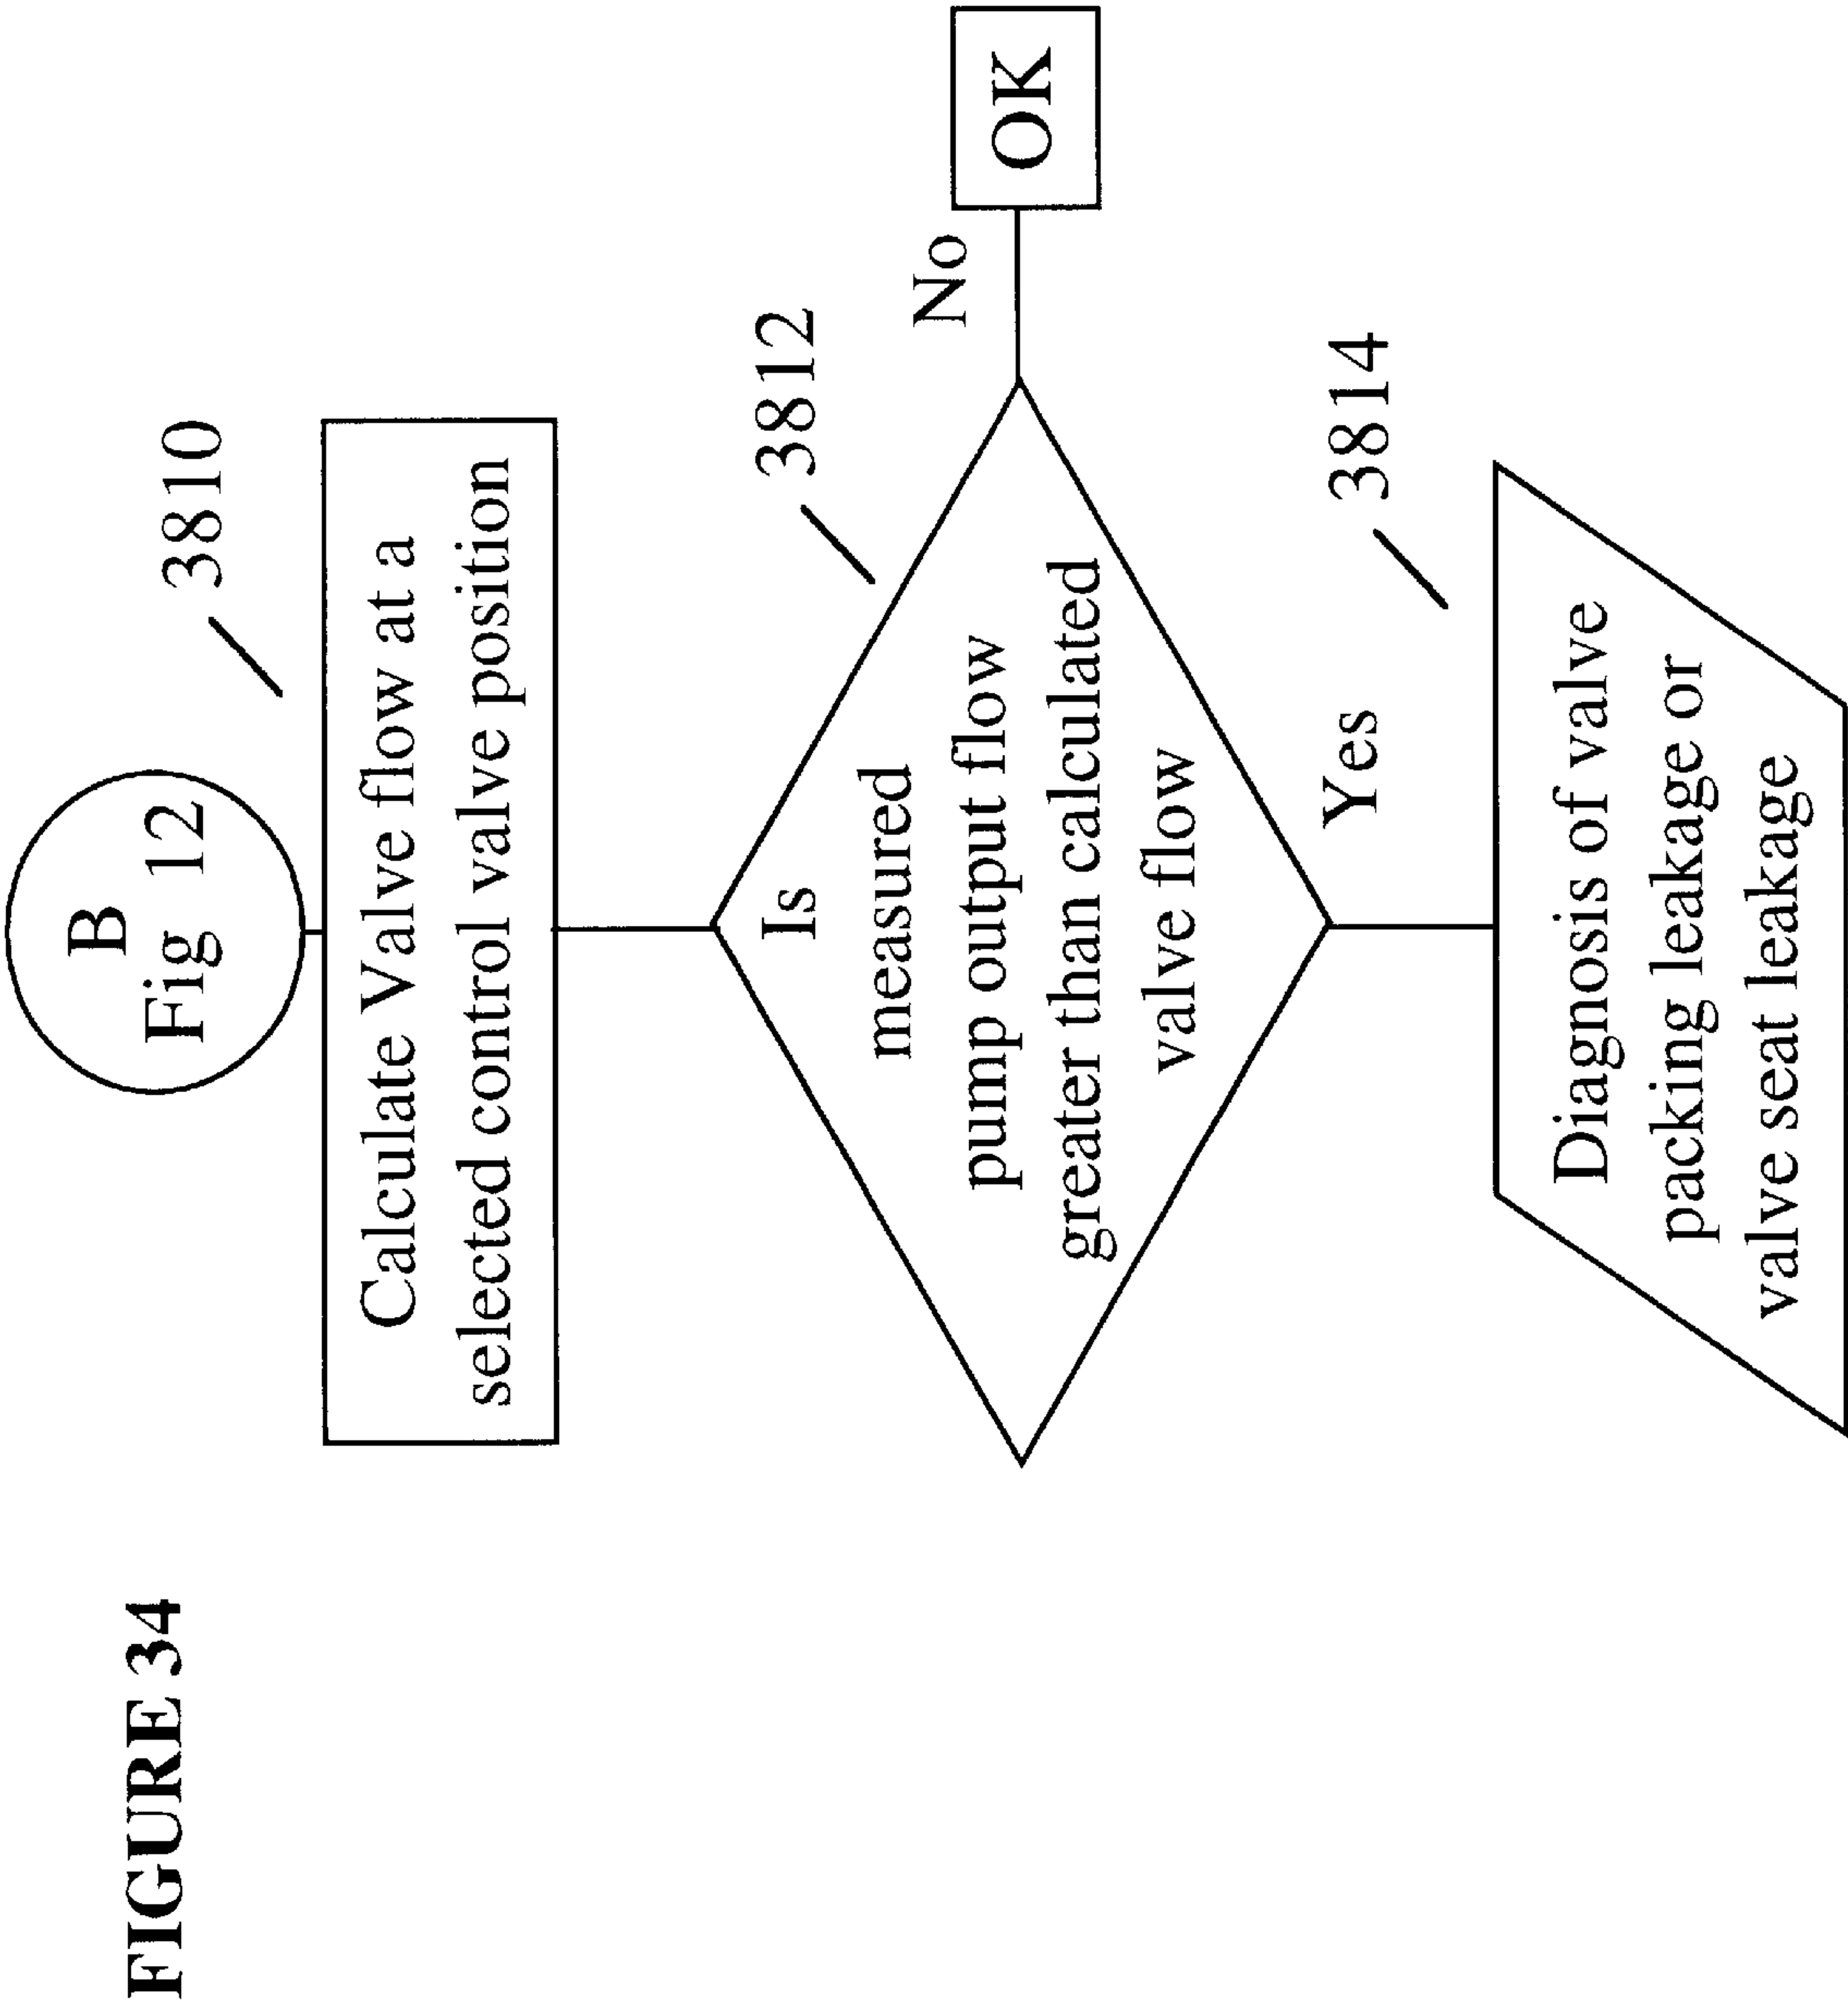 FIGURE 34
B
Fig 12
3810
Calculate Valve flow at a
selected control valve position
3812
Is
measured
pump output flow
greater than calculated
valve flow
No
OK
Yes
3814
Diagnosis of valve
packing leakage or
valve seat leakage